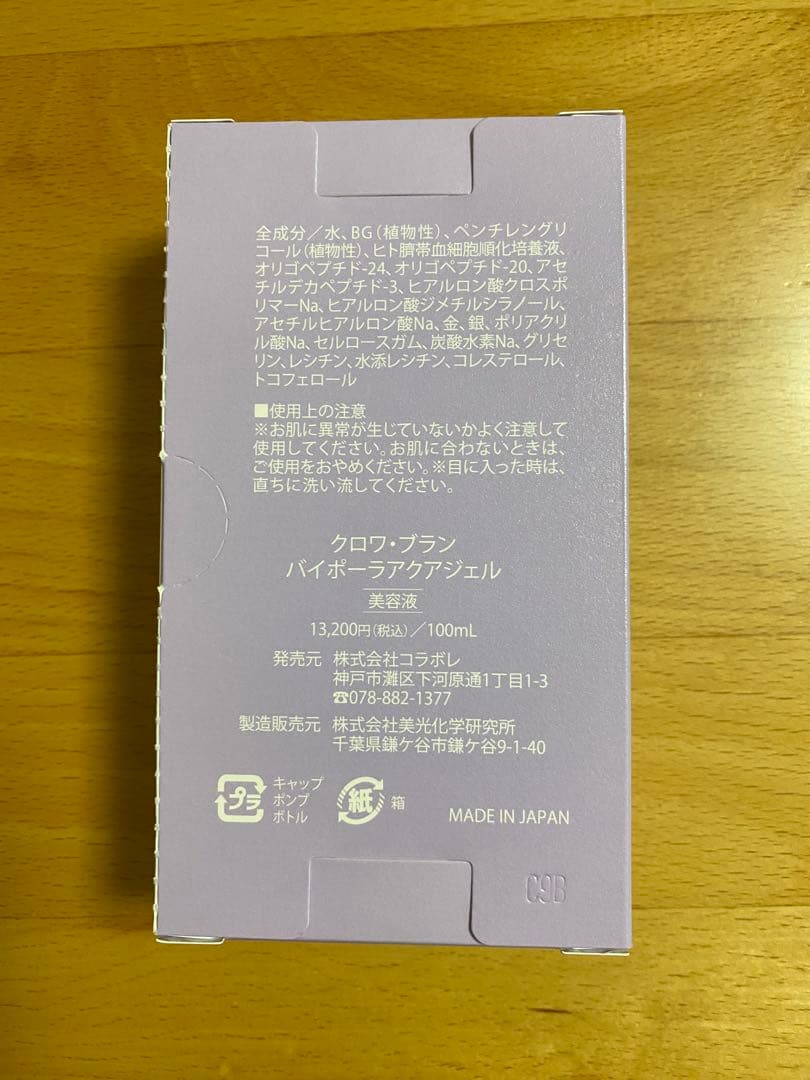 全成分／水、BG（植物性）、ペンチレングリ
コール（植物性）、ヒト臍帯血細胞順化培養液、
オリゴペプチド-24、オリゴペプチド-20、アセ
チルデカペプチド-3、ヒアルロン酸クロスポ
リマーNa、ヒアルロン酸ジメチルシラノール、
アセチルヒアルロン酸Na、金、銀、ポリアクリ
ル酸Na、セルロースガム、炭酸水素Na、グリセ
リン、レシチン、水添レシチン、コレステロール、
トコフェロール
■使用上の注意
※お肌に異常が生じていないかよく注意して
使用してください。お肌に合わないときは、
ご使用をおやめください。※目に入った時は、
直ちに洗い流してください。
クロワ・ブラン
バイポーラアクアジェル
美容液
13,200円（税込）／100mL
発売元 株式会社コラボレ
神戸市灘区下河原通1丁目1-3
☎078-882-1377
製造販売元 株式会社美光化学研究所
千葉県鎌ケ谷市鎌ケ谷9-1-40
プラ
キャップ
ポンプ
ボトル
紙
箱
MADE IN JAPAN
C9B